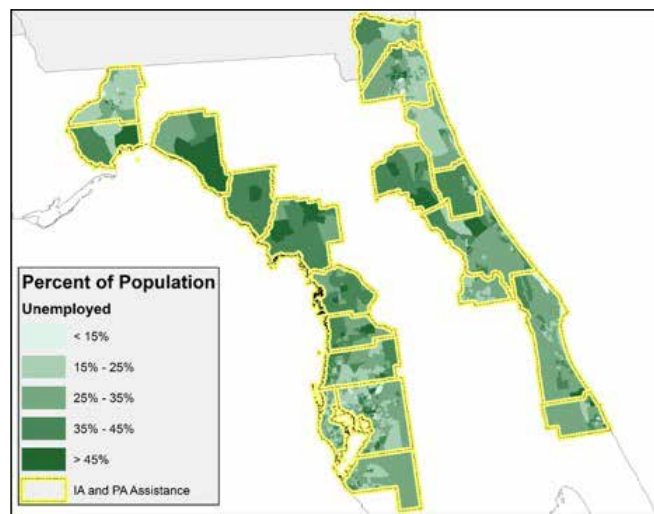 Percent of Population
Unemployed
< 15%
15% - 25%
25% - 35%
35% - 45%
> 45%
IA and PA Assistance